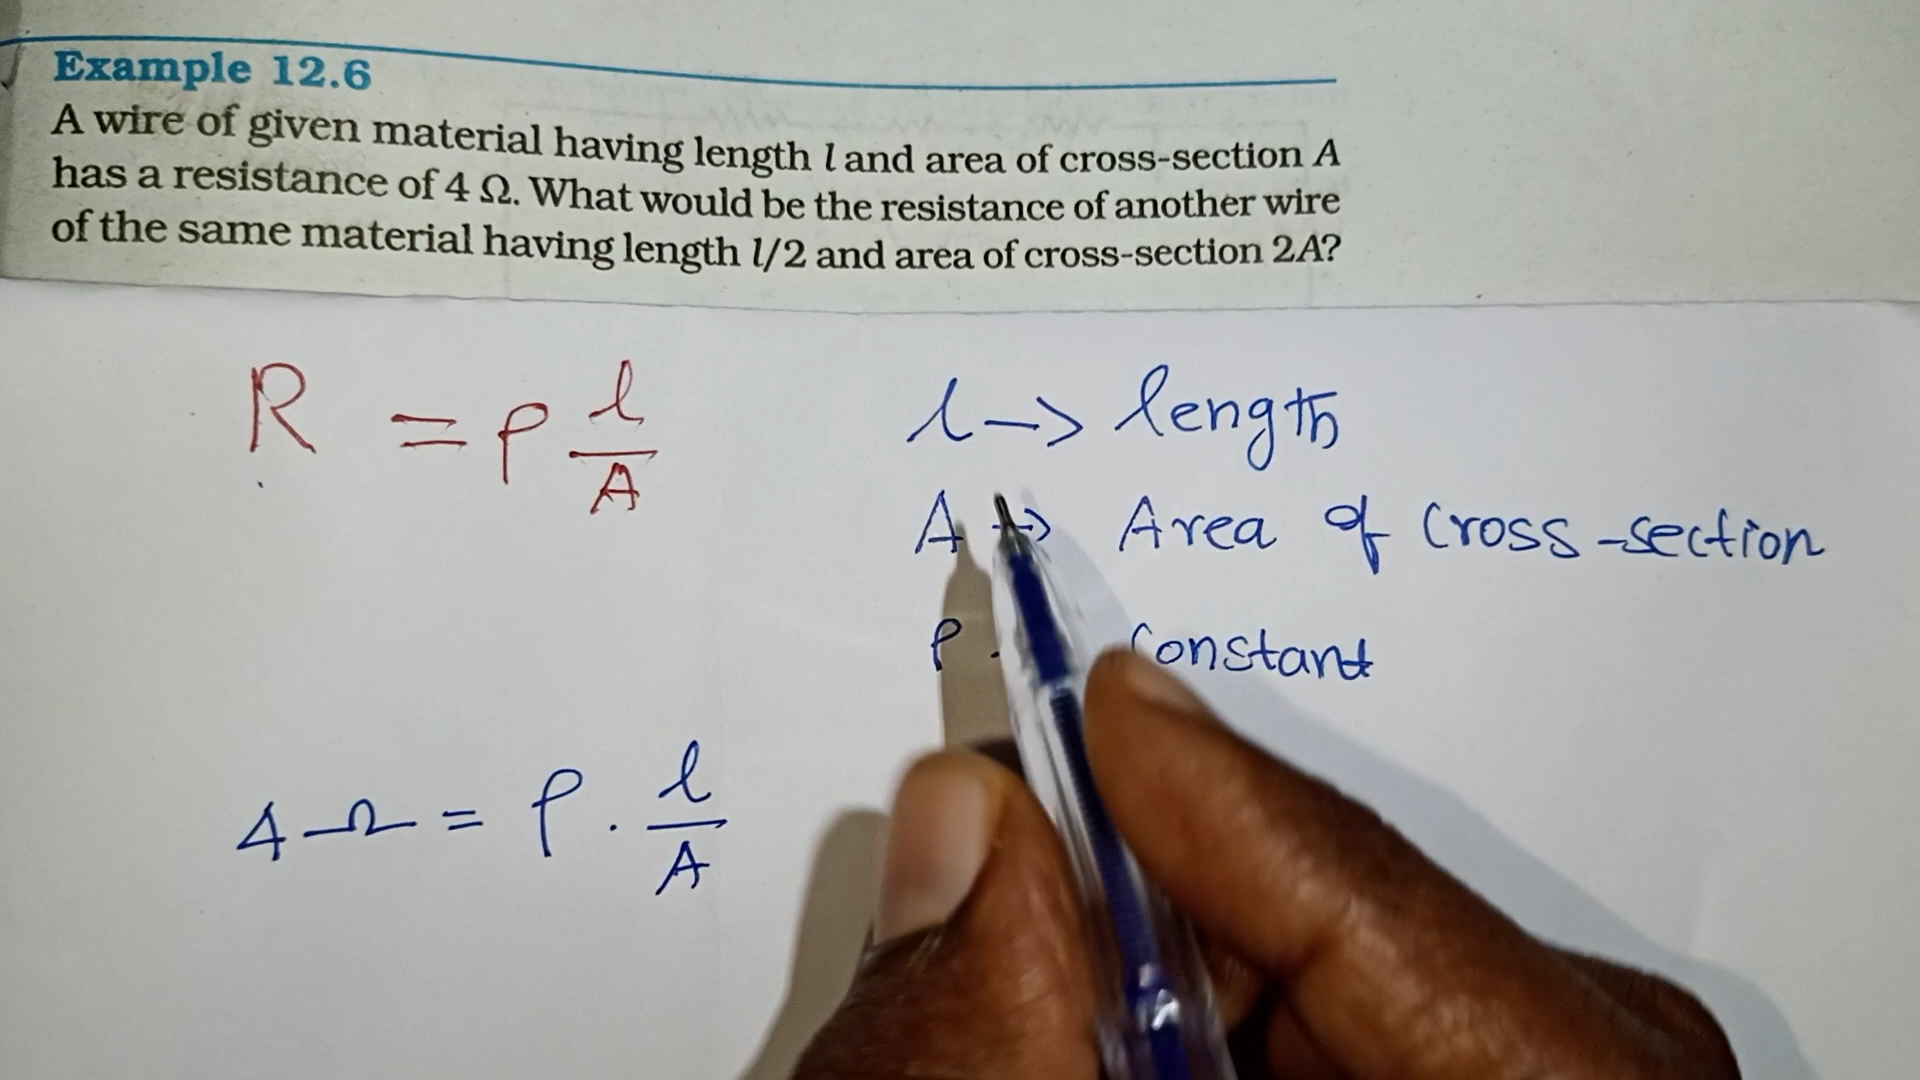 Example 12.6
A wire of given material having length l and area of cross-section A
has a resistance of 4 Ω. What would be the resistance of another wire
of the same material having length l/2 and area of cross-section 2A?
R = ρ l/A
l -> length
A -> Area of Cross-section
ρ Constant
4 Ω = ρ . l/A